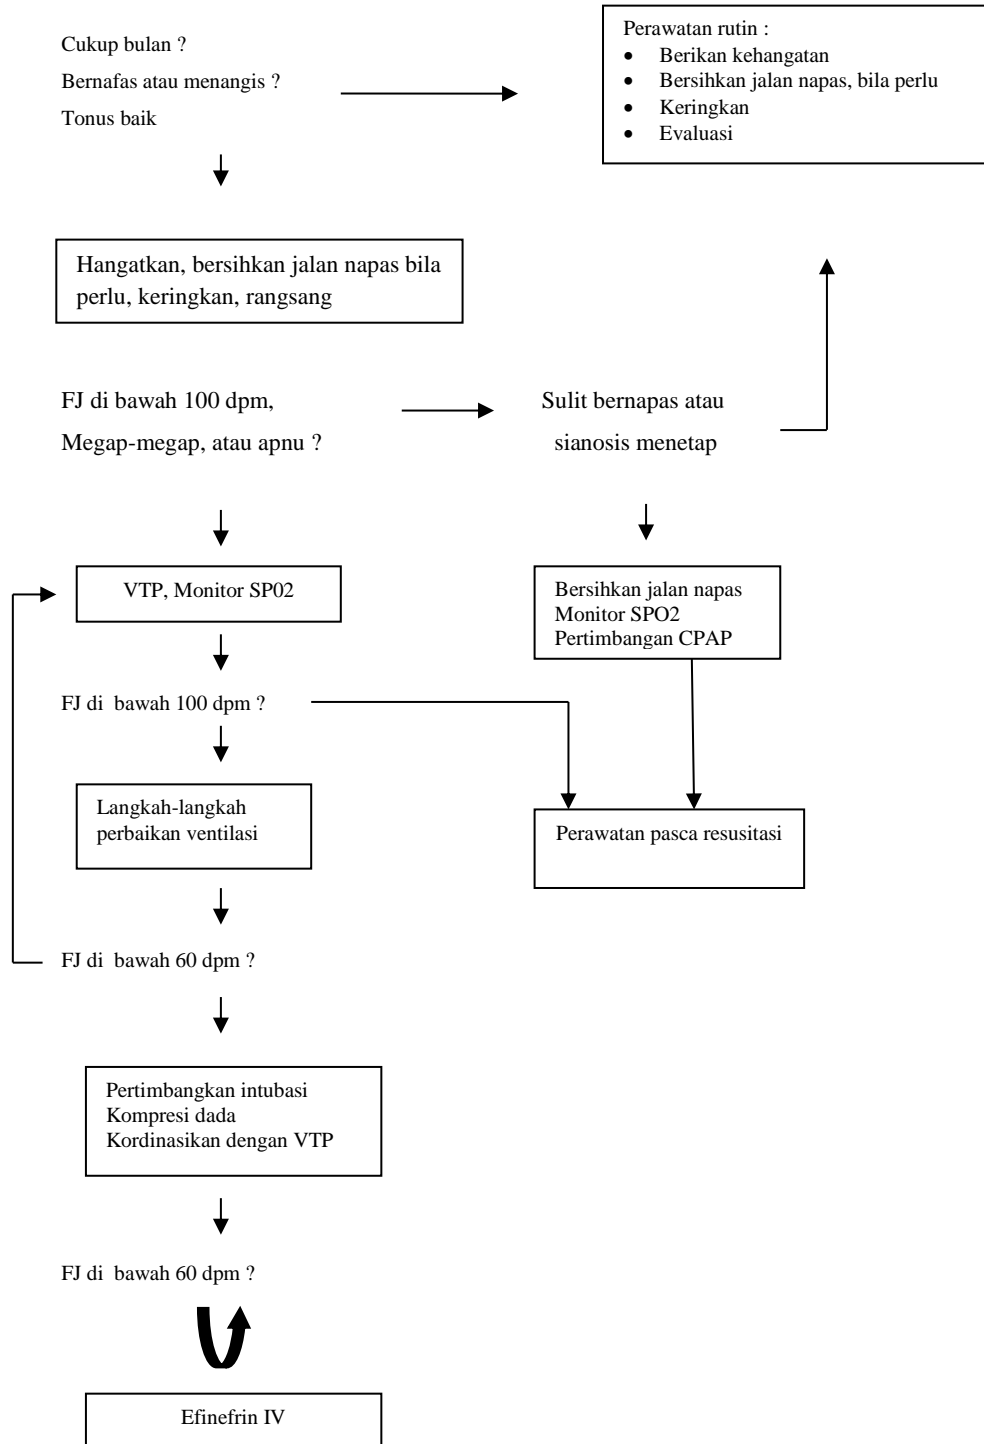 Cukup bulan ?
Bernafas atau menangis ?
Tonus baik
Perawatan rutin :
• Berikan kehangatan
• Bersihkan jalan napas, bila perlu
• Keringkan
• Evaluasi
Hangatkan, bersihkan jalan napas bila
perlu, keringkan, rangsang
FJ di bawah 100 dpm,
Megap-megap, atau apnu ?
Sulit bernapas atau
sianosis menetap
VTP, Monitor SP02
Bersihkan jalan napas
Monitor SPO2
Pertimbangan CPAP
FJ di bawah 100 dpm ?
Langkah-langkah
perbaikan ventilasi
Perawatan pasca resusitasi
FJ di bawah 60 dpm ?
Pertimbangkan intubasi
Kompresi dada
Kordinasikan dengan VTP
FJ di bawah 60 dpm ?
Efinefrin IV